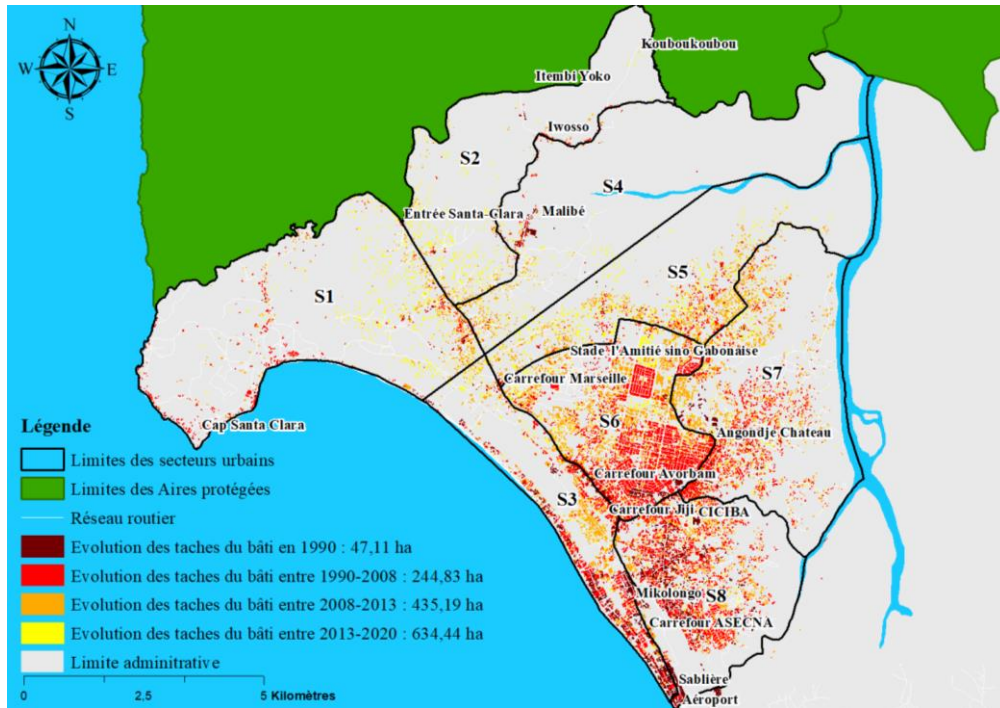 N
W E
S
Kouboukoubou
Itembi Yoko
Iwosso
S2
S4
Entrée Santa-Glara
Malibé
S5
S1
Stade l'Amitié sino Gabonaise
S7
Carrefour Marseille
S6
Cap Santa Clara
Angondje Chateau
Carrefour Avorbam
S3
Carrefour Jiji
CICIBA
Mikolongo
S8
Carrefour ASECNA
Sablière
Aéroport
Légende
Limites des secteurs urbains
Limites des Aires protégées
Réseau routier
Evolution des taches du bâti en 1990 : 47,11 ha
Evolution des taches du bâti entre 1990-2008 : 244,83 ha
Evolution des taches du bâti entre 2008-2013 : 435,19 ha
Evolution des taches du bâti entre 2013-2020 : 634,44 ha
Limite adminitrative
0 2,5 5 Kilomètres